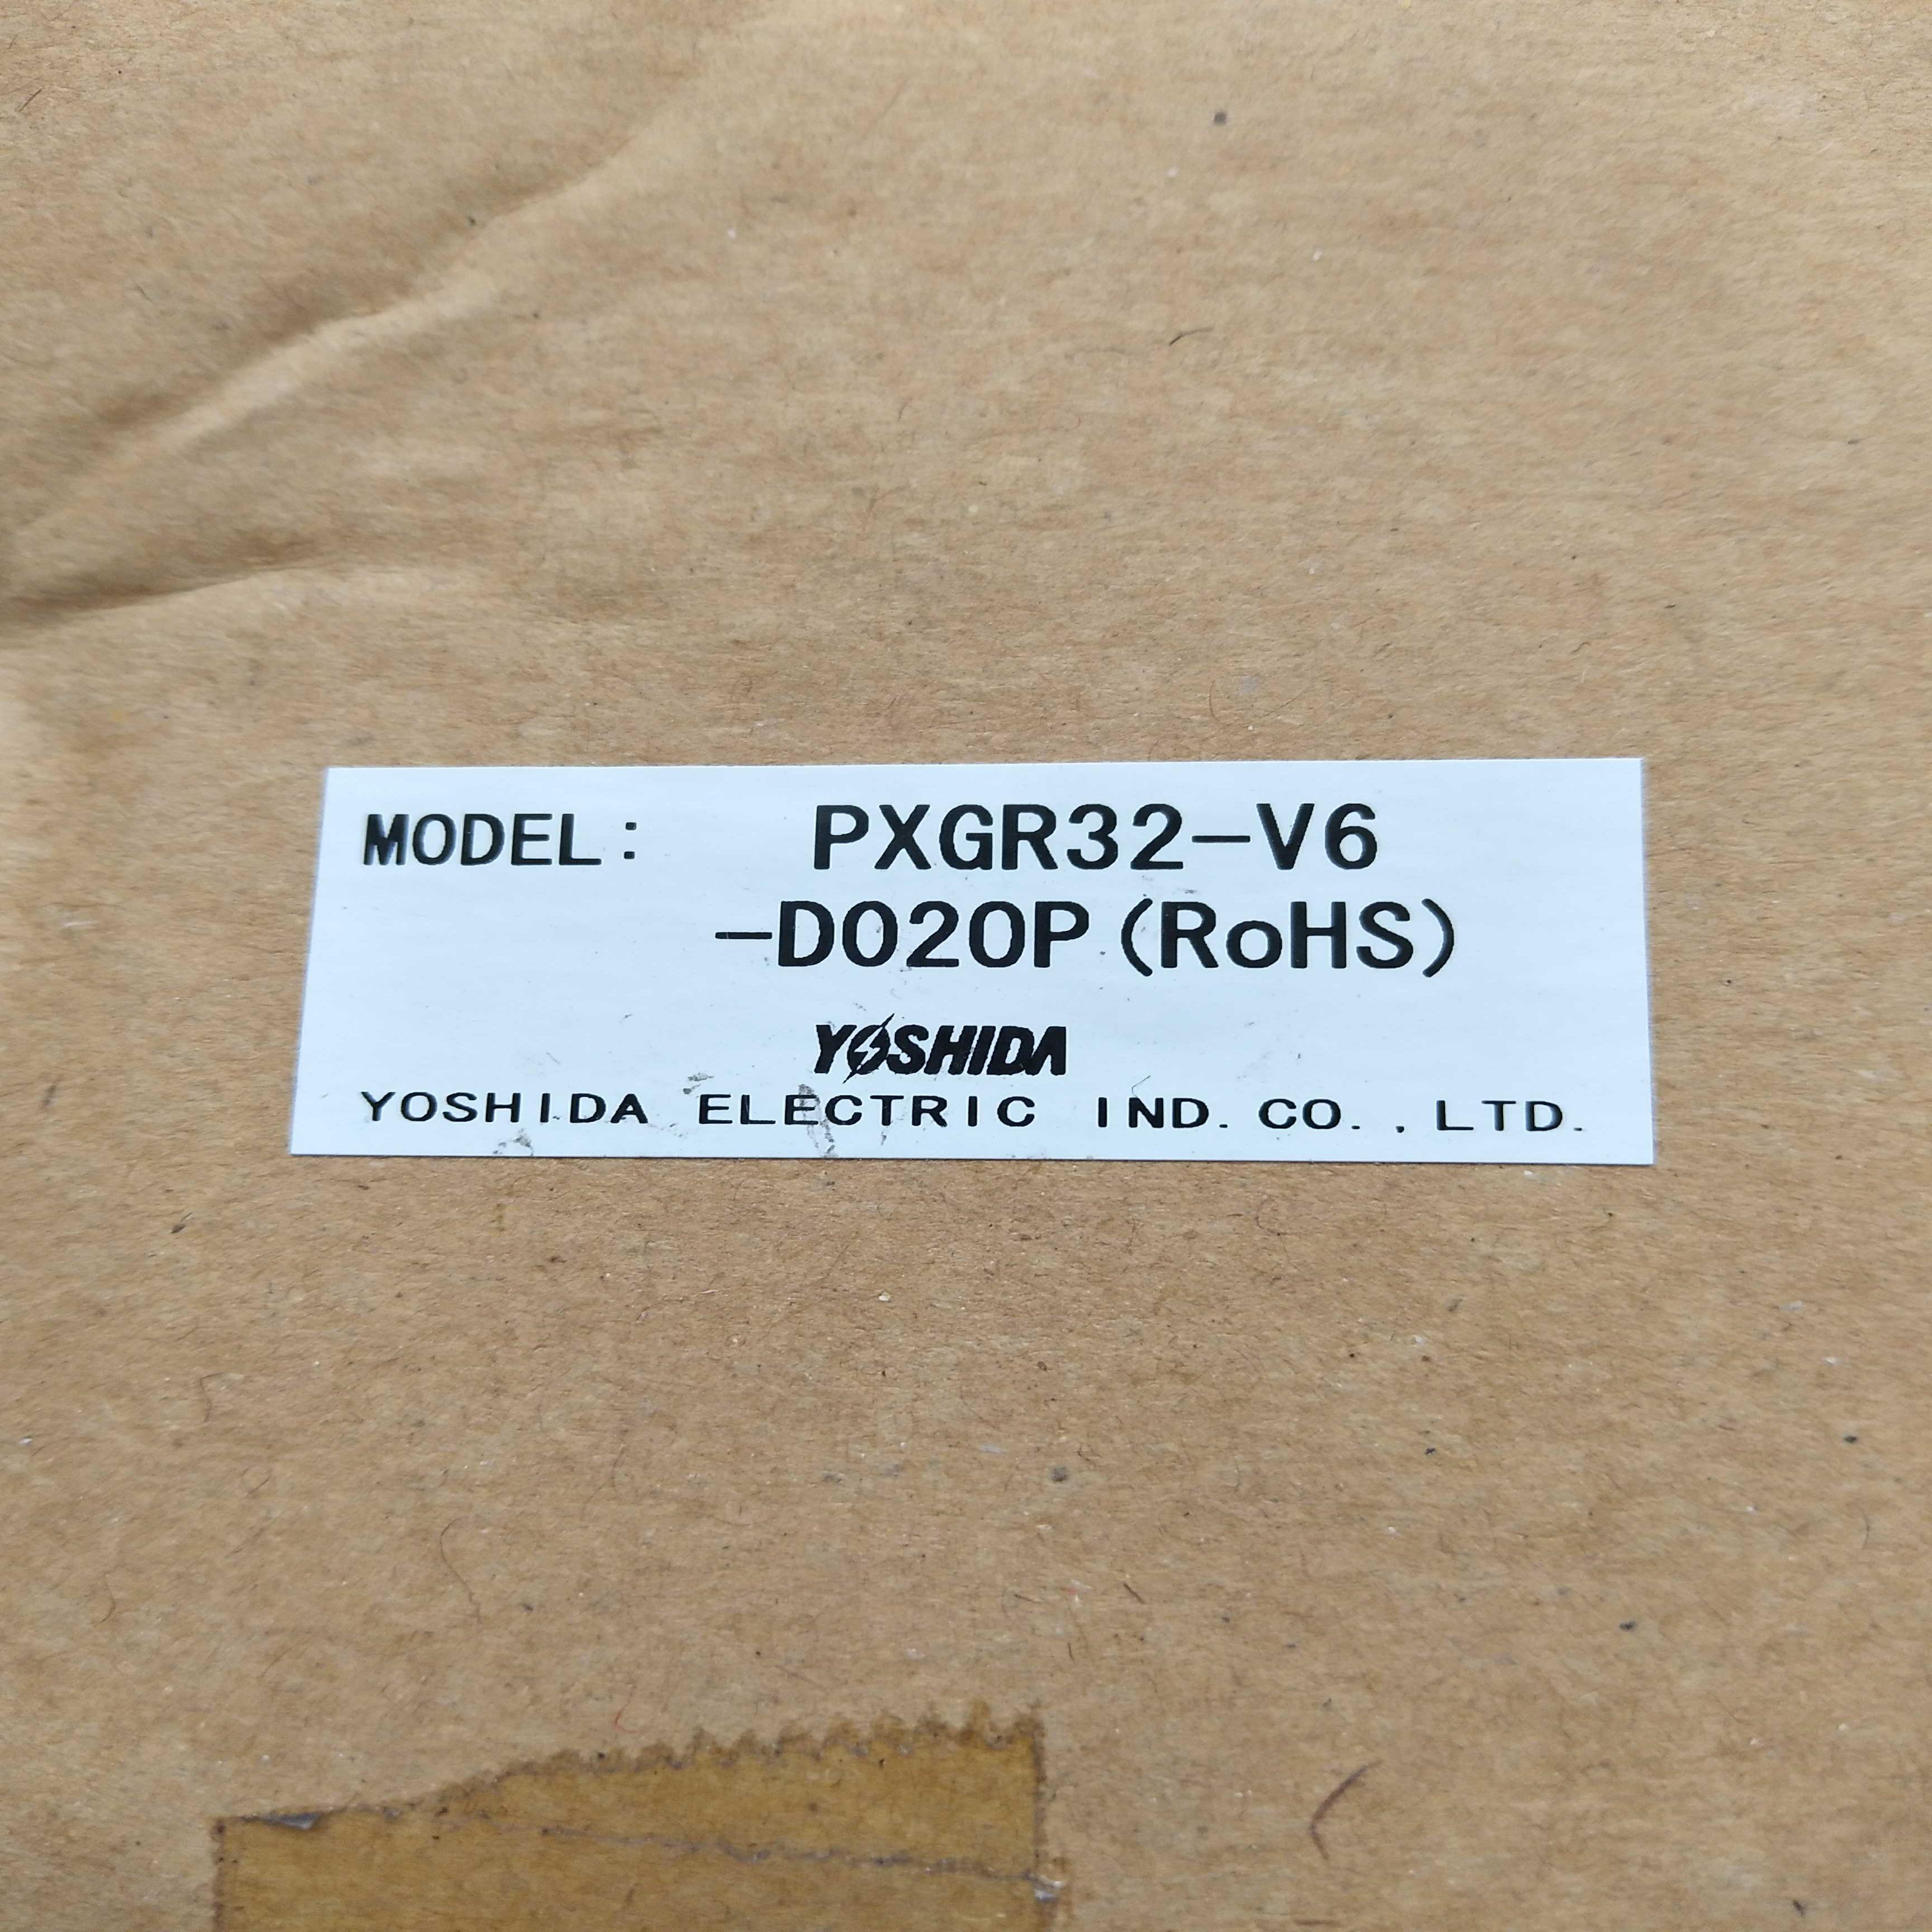 MODEL: PXGR32-V6
-D020P(RoHS)
YOSHIDA
YOSHIDA ELECTRIC IND. CO., LTD.